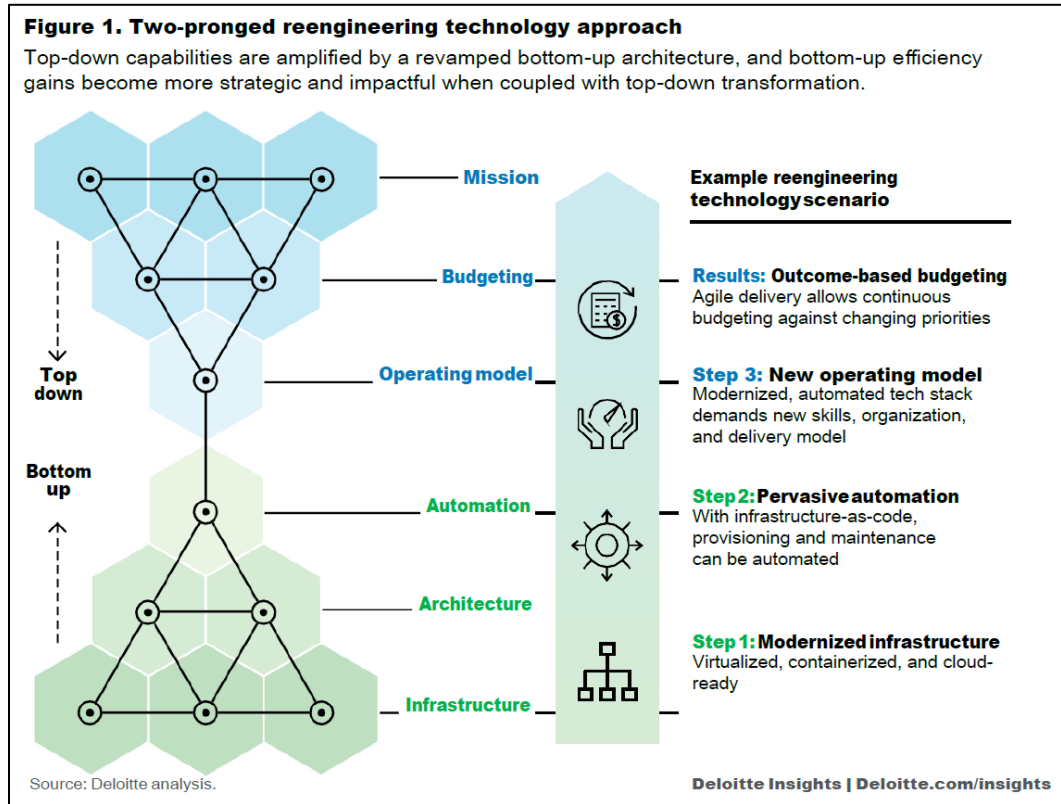 Figure 1. Two-pronged reengineering technology approach
Top-down capabilities are amplified by a revamped bottom-up architecture, and bottom-up efficiency
gains become more strategic and impactful when coupled with top-down transformation.
Mission
Budgeting
Operating model
Automation
Architecture
Infrastructure
Top
down
Bottom
up
$
Example reengineering
technology scenario
Results: Outcome-based budgeting
Agile delivery allows continuous
budgeting against changing priorities
Step 3: New operating model
Modernized, automated tech stack
demands new skills, organization,
and delivery model
Step 2: Pervasive automation
With infrastructure-as-code,
provisioning and maintenance
can be automated
Step 1: Modernized infrastructure
Virtualized, containerized, and cloud-
ready
Source: Deloitte analysis.
Deloitte Insights | Deloitte.com/insights